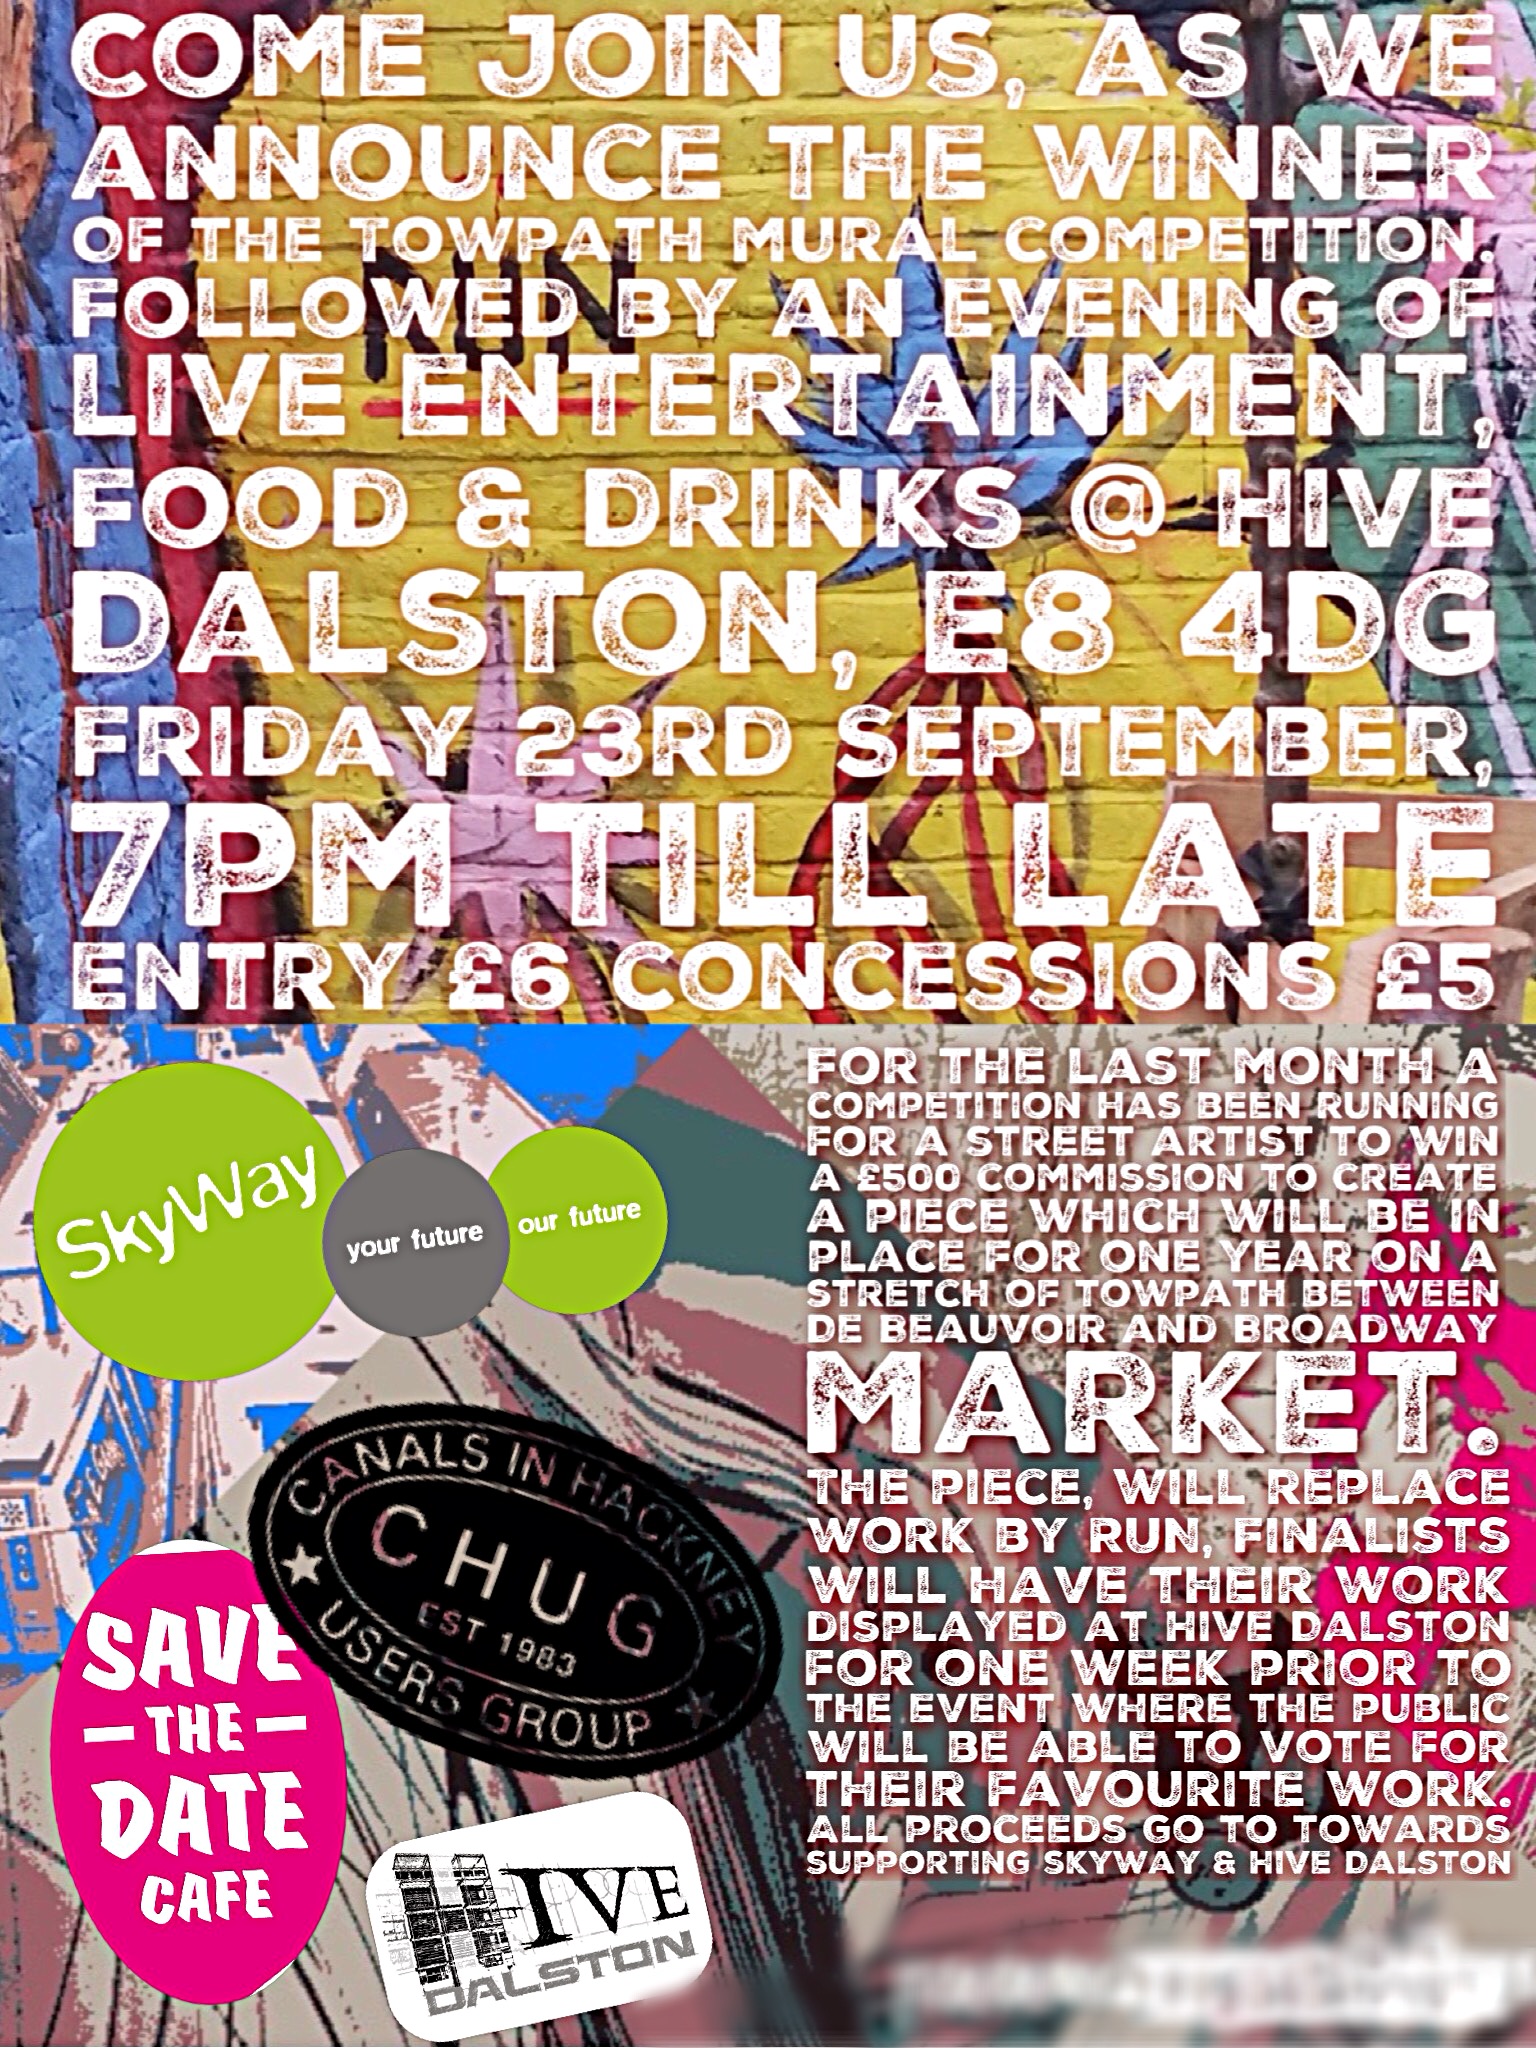 COME JOIN US, AS WE
ANNOUNCE THE WINNER
OF THE TOWPATH MURAL COMPETITION.
FOLLOWED BY AN EVENING OF
LIVE ENTERTAINMENT,
FOOD & DRINKS @ HIVE
DALSTON, E8 4DG
FRIDAY 23RD SEPTEMBER,
7PM TILL LATE
ENTRY £6 CONCESSIONS £5
RUN
SkyWay
your future
our future
CANALS IN HACKNEY
CHUG
EST 1983
USERS GROUP
SAVE
THE
DATE
CAFE
HIVE
DALSTON
FOR THE LAST MONTH A
COMPETITION HAS BEEN RUNNING
FOR A STREET ARTIST TO WIN
A £500 COMMISSION TO CREATE
A PIECE WHICH WILL BE IN
PLACE FOR ONE YEAR ON A
STRETCH OF TOWPATH BETWEEN
DE BEAUVOIR AND BROADWAY
MARKET.
THE PIECE, WILL REPLACE
WORK BY RUN, FINALISTS
WILL HAVE THEIR WORK
DISPLAYED AT HIVE DALSTON
FOR ONE WEEK PRIOR TO
THE EVENT WHERE THE PUBLIC
WILL BE ABLE TO VOTE FOR
THEIR FAVOURITE WORK.
ALL PROCEEDS GO TO TOWARDS
SUPPORTING SKYWAY & HIVE DALSTON